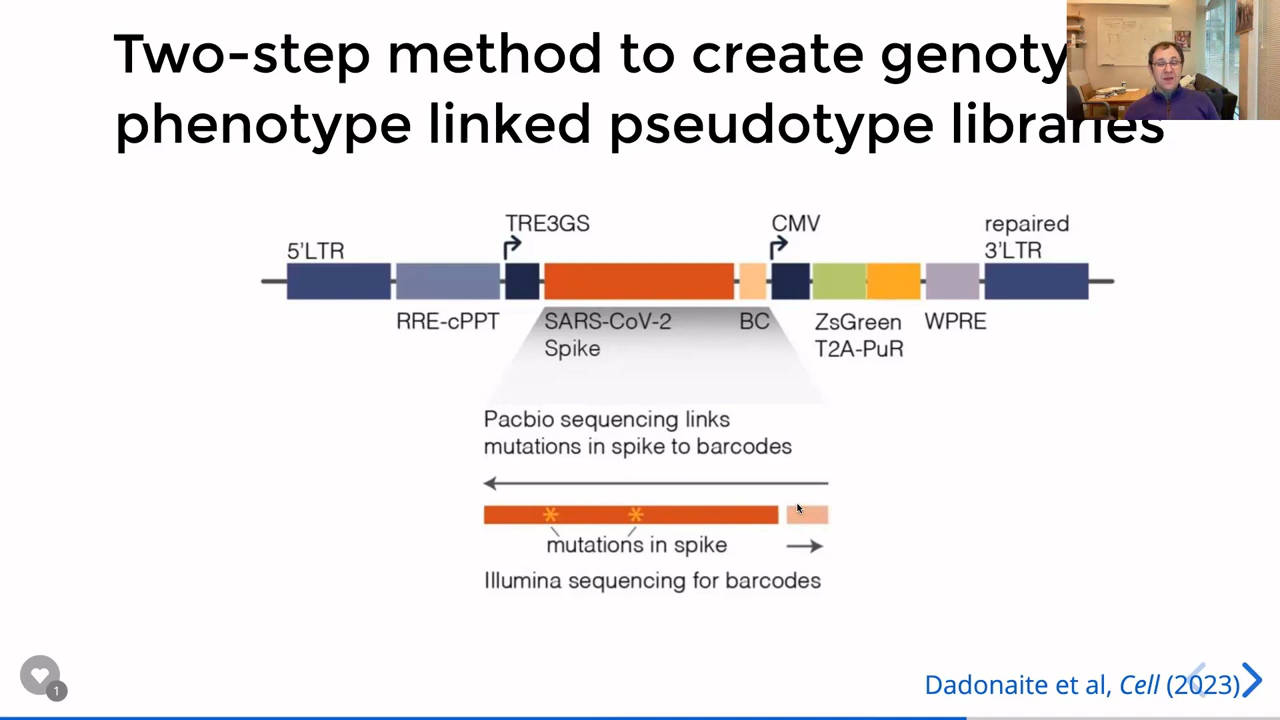 Two-step method to create genoty
phenotype linked pseudotype libraries
TRE3GS
CMV
repaired
5'LTR
3'LTR
RRE-cPPT
SARS-CoV-2
Spike
BC
ZsGreen
T2A-PuR
WPRE
Pacbio sequencing links
mutations in spike to barcodes
* *
mutations in spike
Illumina sequencing for barcodes
1
Dadonaite et al, Cell (2023)